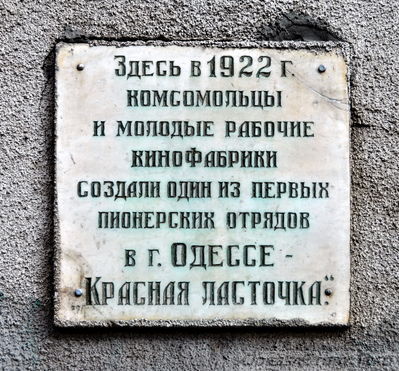 Здесь в 1922 г.
комсомольцы
и молодые рабочие
кинофабрики
создали один из первых
пионерских отрядов
в г. Одессе -
"Красная ласточка."